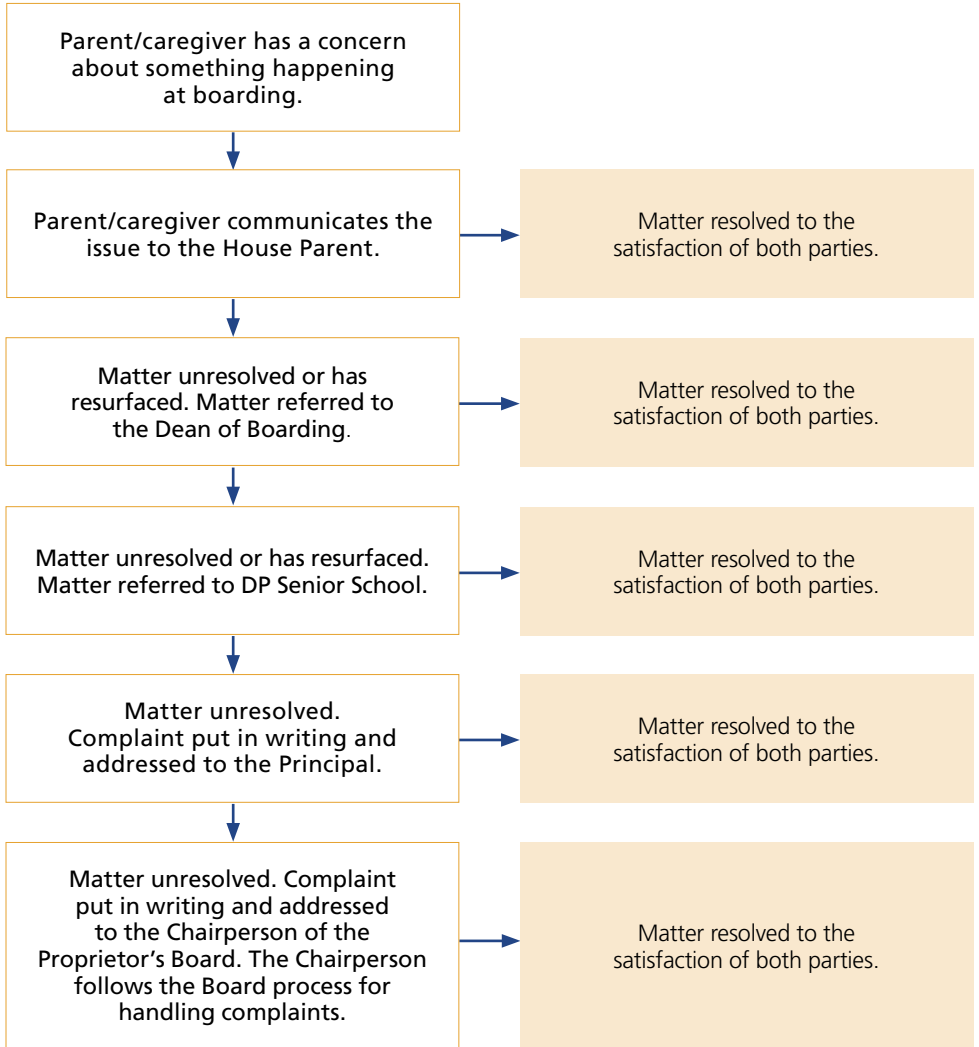 Parent/caregiver has a concern
about something happening
at boarding.
Parent/caregiver communicates the
issue to the House Parent.
Matter resolved to the
satisfaction of both parties.
Matter unresolved or has
resurfaced. Matter referred to
the Dean of Boarding.
Matter resolved to the
satisfaction of both parties.
Matter unresolved or has resurfaced.
Matter referred to DP Senior School.
Matter resolved to the
satisfaction of both parties.
Matter unresolved.
Complaint put in writing and
addressed to the Principal.
Matter resolved to the
satisfaction of both parties.
Matter unresolved. Complaint
put in writing and addressed
to the Chairperson of the
Proprietor’s Board. The Chairperson
follows the Board process for
handling complaints.
Matter resolved to the
satisfaction of both parties.